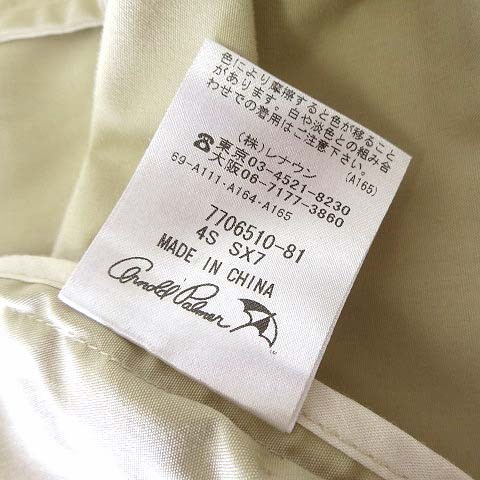 色により摩擦すると色が移ること
があります。白や淡色との組み合
わせでの着用はご注意下さい。
(A165)
(株)レナウン
☎東京03-4521-8230
大阪06-7177-3860
69-A111・A164・A165
7706510-81
4S SX7
MADE IN CHINA
Arnold Palmer